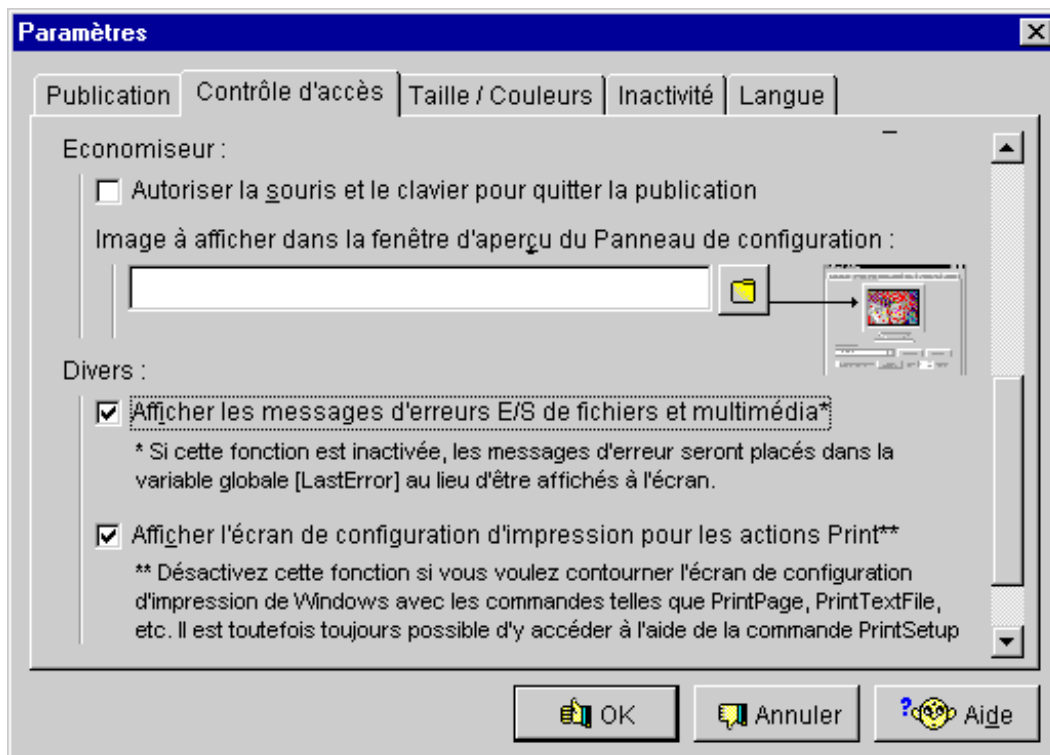 Paramètres
Publication
Contrôle d'accès
Taille / Couleurs
Inactivité
Langue
Economiseur :
Autoriser la souris et le clavier pour quitter la publication
Image à afficher dans la fenêtre d'aperçu du Panneau de configuration :
Divers :
Afficher les messages d'erreurs E/S de fichiers et multimédia*
* Si cette fonction est inactivée, les messages d'erreur seront placés dans la
variable globale [LastError] au lieu d'être affichés à l'écran.
Afficher l'écran de configuration d'impression pour les actions Print**
** Désactivez cette fonction si vous voulez contourner l'écran de configuration
d'impression de Windows avec les commandes telles que PrintPage, PrintTextFile,
etc. Il est toutefois toujours possible d'y accéder à l'aide de la commande PrintSetup
OK
Annuler
Aide